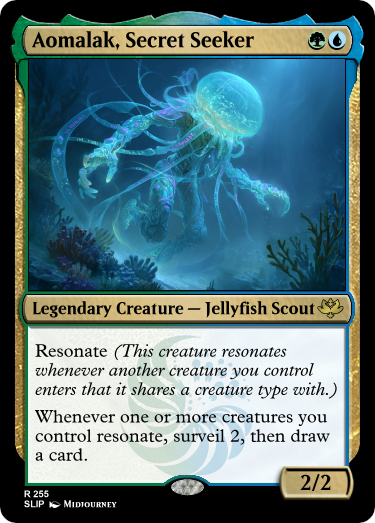 Aomalak, Secret Seeker
Legendary Creature — Jellyfish Scout
Resonate (This creature resonates
whenever another creature you control
enters that it shares a creature type with.)
Whenever one or more creatures you
control resonate, surveil 2, then draw
a card.
2/2
R 255
SLIP Midjourney